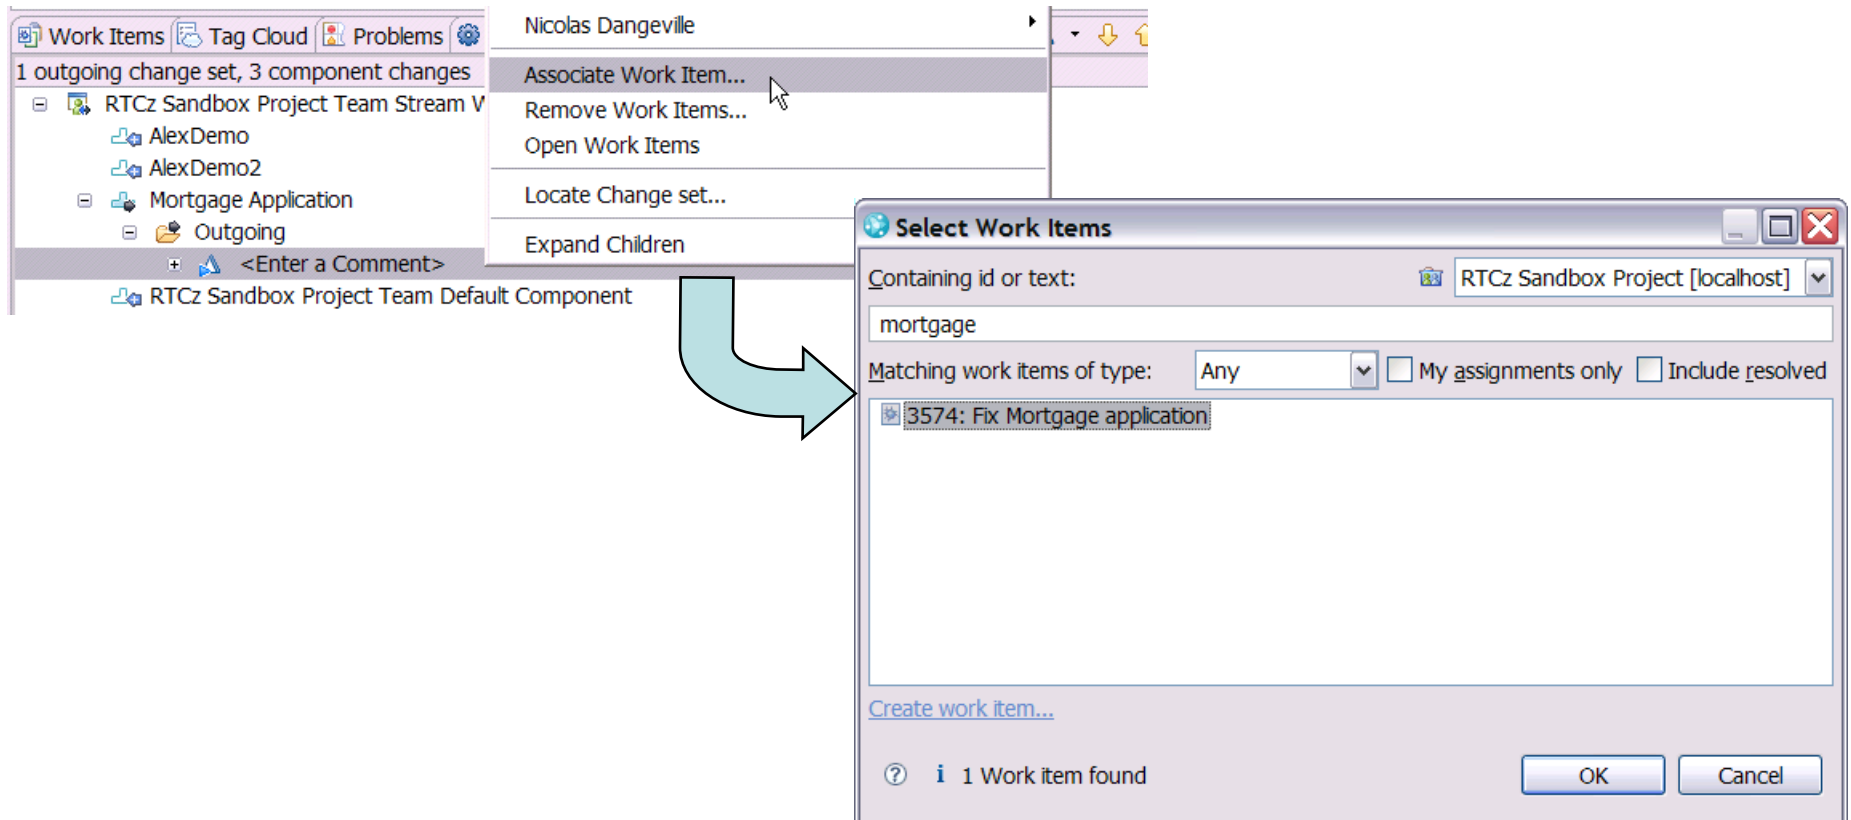 Work Items Tag Cloud Problems
1 outgoing change set, 3 component changes
RTCz Sandbox Project Team Stream W
AlexDemo
AlexDemo2
Mortgage Application
Outgoing
<Enter a Comment>
RTCz Sandbox Project Team Default Component
Nicolas Dangeville
Associate Work Item...
Remove Work Items...
Open Work Items
Locate Change set...
Expand Children
Select Work Items
Containing id or text: RTCz Sandbox Project [localhost]
mortgage
Matching work items of type: Any My assignments only Include resolved
3574: Fix Mortgage application
Create work item...
? i 1 Work item found OK Cancel